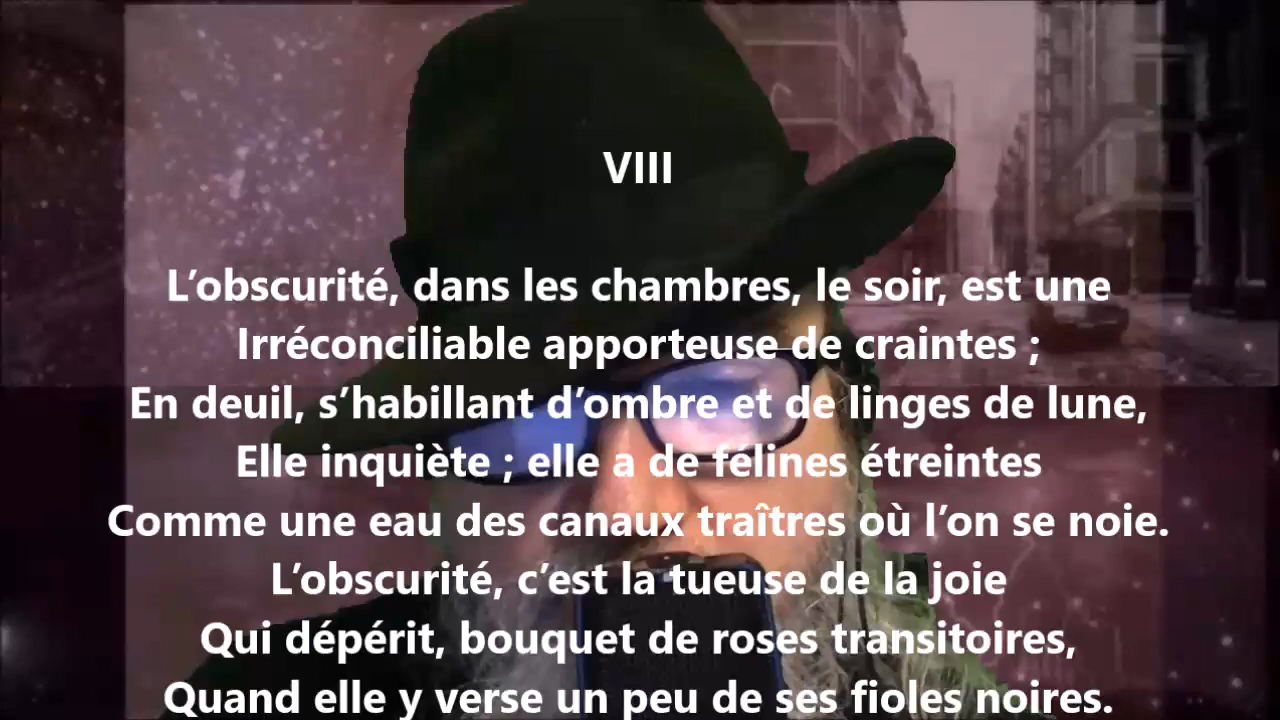 VIII
L’obscurité, dans les chambres, le soir, est une
Irréconciliable apporteuse de craintes ;
En deuil, s’habillant d’ombre et de linges de lune,
Elle inquiète ; elle a de félines étreintes
Comme une eau des canaux traîtres où l’on se noie.
L’obscurité, c’est la tueuse de la joie
Qui dépérit, bouquet de roses transitoires,
Quand elle y verse un peu de ses fioles noires.